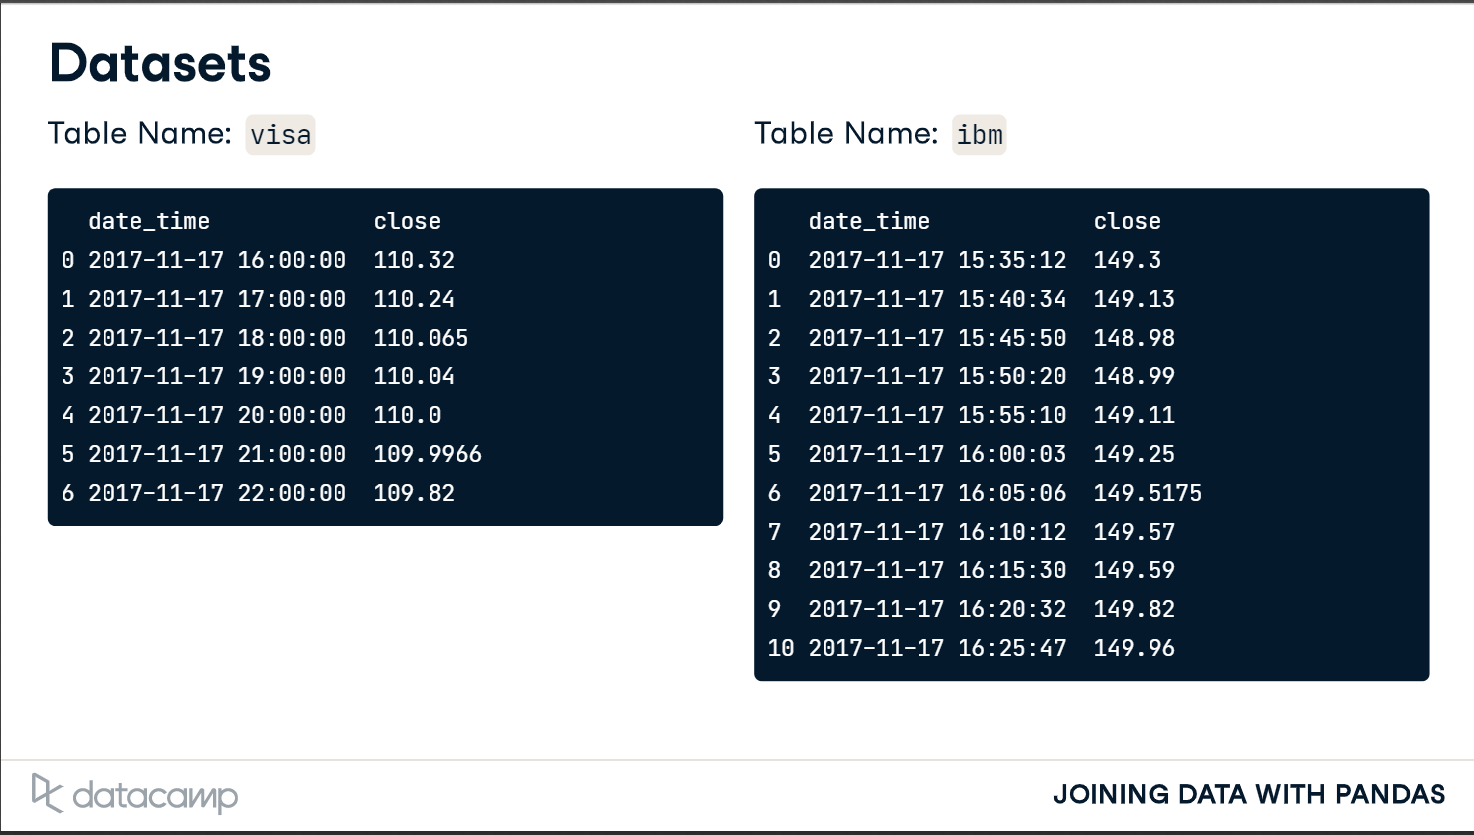 Datasets
Table Name: visa
date_time close
0 2017-11-17 16:00:00 110.32
1 2017-11-17 17:00:00 110.24
2 2017-11-17 18:00:00 110.065
3 2017-11-17 19:00:00 110.04
4 2017-11-17 20:00:00 110.0
5 2017-11-17 21:00:00 109.9966
6 2017-11-17 22:00:00 109.82
Table Name: ibm
date_time close
0 2017-11-17 15:35:12 149.3
1 2017-11-17 15:40:34 149.13
2 2017-11-17 15:45:50 148.98
3 2017-11-17 15:50:20 148.99
4 2017-11-17 15:55:10 149.11
5 2017-11-17 16:00:03 149.25
6 2017-11-17 16:05:06 149.5175
7 2017-11-17 16:10:12 149.57
8 2017-11-17 16:15:30 149.59
9 2017-11-17 16:20:32 149.82
10 2017-11-17 16:25:47 149.96
datacamp
JOINING DATA WITH PANDAS